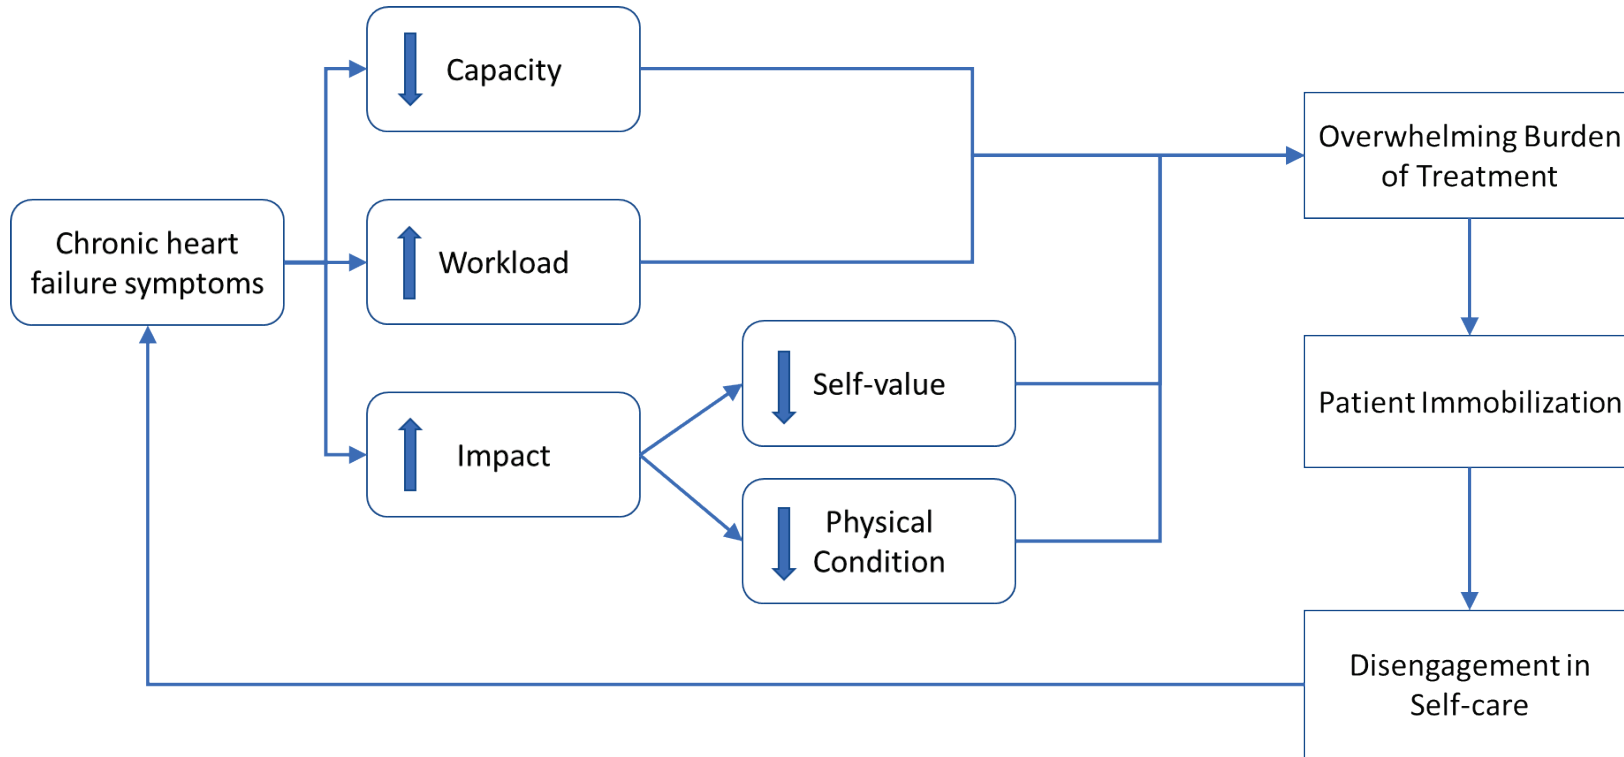 Capacity
Overwhelming Burden
of Treatment
Chronic heart
failure symptoms
Workload
Self-value
Patient Immobilization
Impact
Physical
Condition
Disengagement in
Self-care